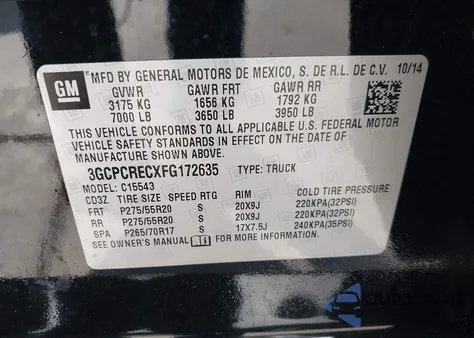 GM
MFD BY GENERAL MOTORS DE MEXICO, S. DE R.L. DE C.V. 10/14
GVWR GAWR FRT GAWR RR
3175 KG 1656 KG 1792 KG
7000 LB 3650 LB 3950 LB
THIS VEHICLE CONFORMS TO ALL APPLICABLE U.S. FEDERAL MOTOR
VEHICLE SAFETY STANDARDS IN EFFECT ON THE DATE OF
MANUFACTURE SHOWN ABOVE.
3GCPCRECXFG172635 TYPE: TRUCK
MODEL: C15543
CD3Z TIRE SIZE SPEED RTG RIM COLD TIRE PRESSURE
FRT P275/55R20 S 20X9J 220KPA(32PSI)
RR P275/55R20 S 20X9J 220KPA(32PSI)
SPA P265/70R17 S 17X7.5J 240KPA(35PSI)
SEE OWNER'S MANUAL FOR MORE INFORMATION.